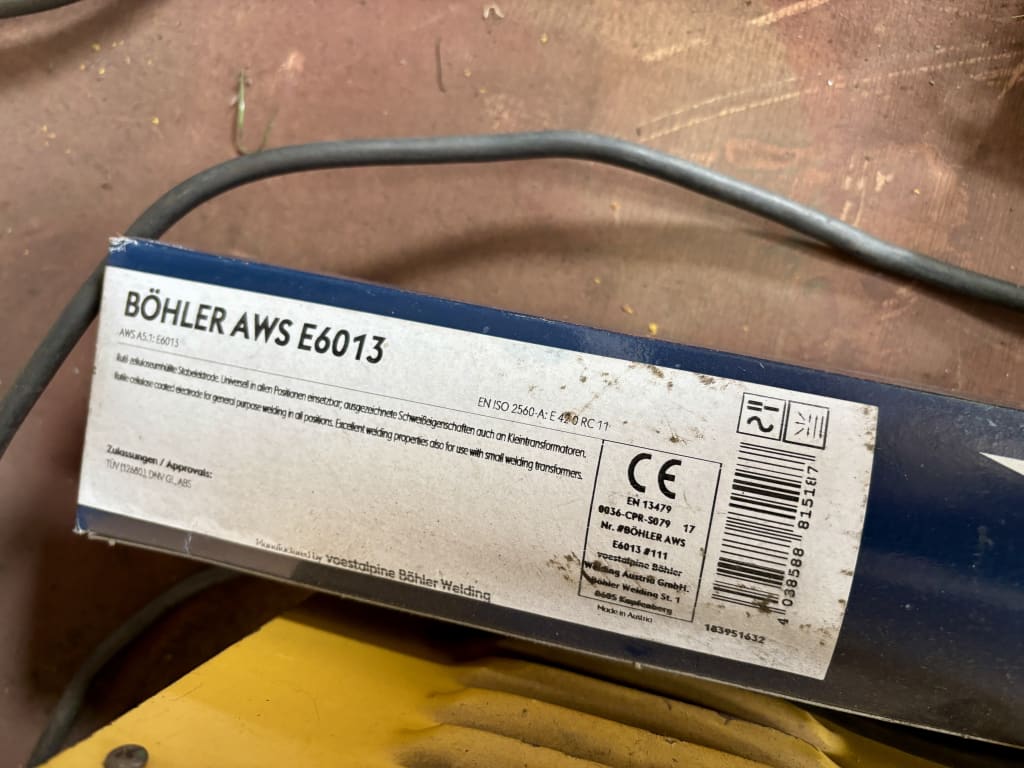 BÖHLER AWS E6013
AWS A5.1: E6013
EN ISO 2560-A: E 42 0 RC 11
Rutil-zelluloseumhüllte Stabelektrode. Universell in allen Positionen einsetzbar; ausgezeichnete Schweißeigenschaften auch an Kleintransformatoren.
Rutile cellulose coated electrode for general purpose welding in all positions. Excellent welding properties also for use with small welding transformers.
Zulassungen / Approvals:
TÜV (12680.), DNV GL, ABS
Manufactured by voestalpine Böhler Welding
CE
EN 13479
0036-CPR-S079 17
Nr. #BÖHLER AWS
E6013 #111
voestalpine Böhler
Welding Austria GmbH.
Böhler Welding St. 1
8605 Kapfenberg
Made in Austria
4 038588 815187
183951632